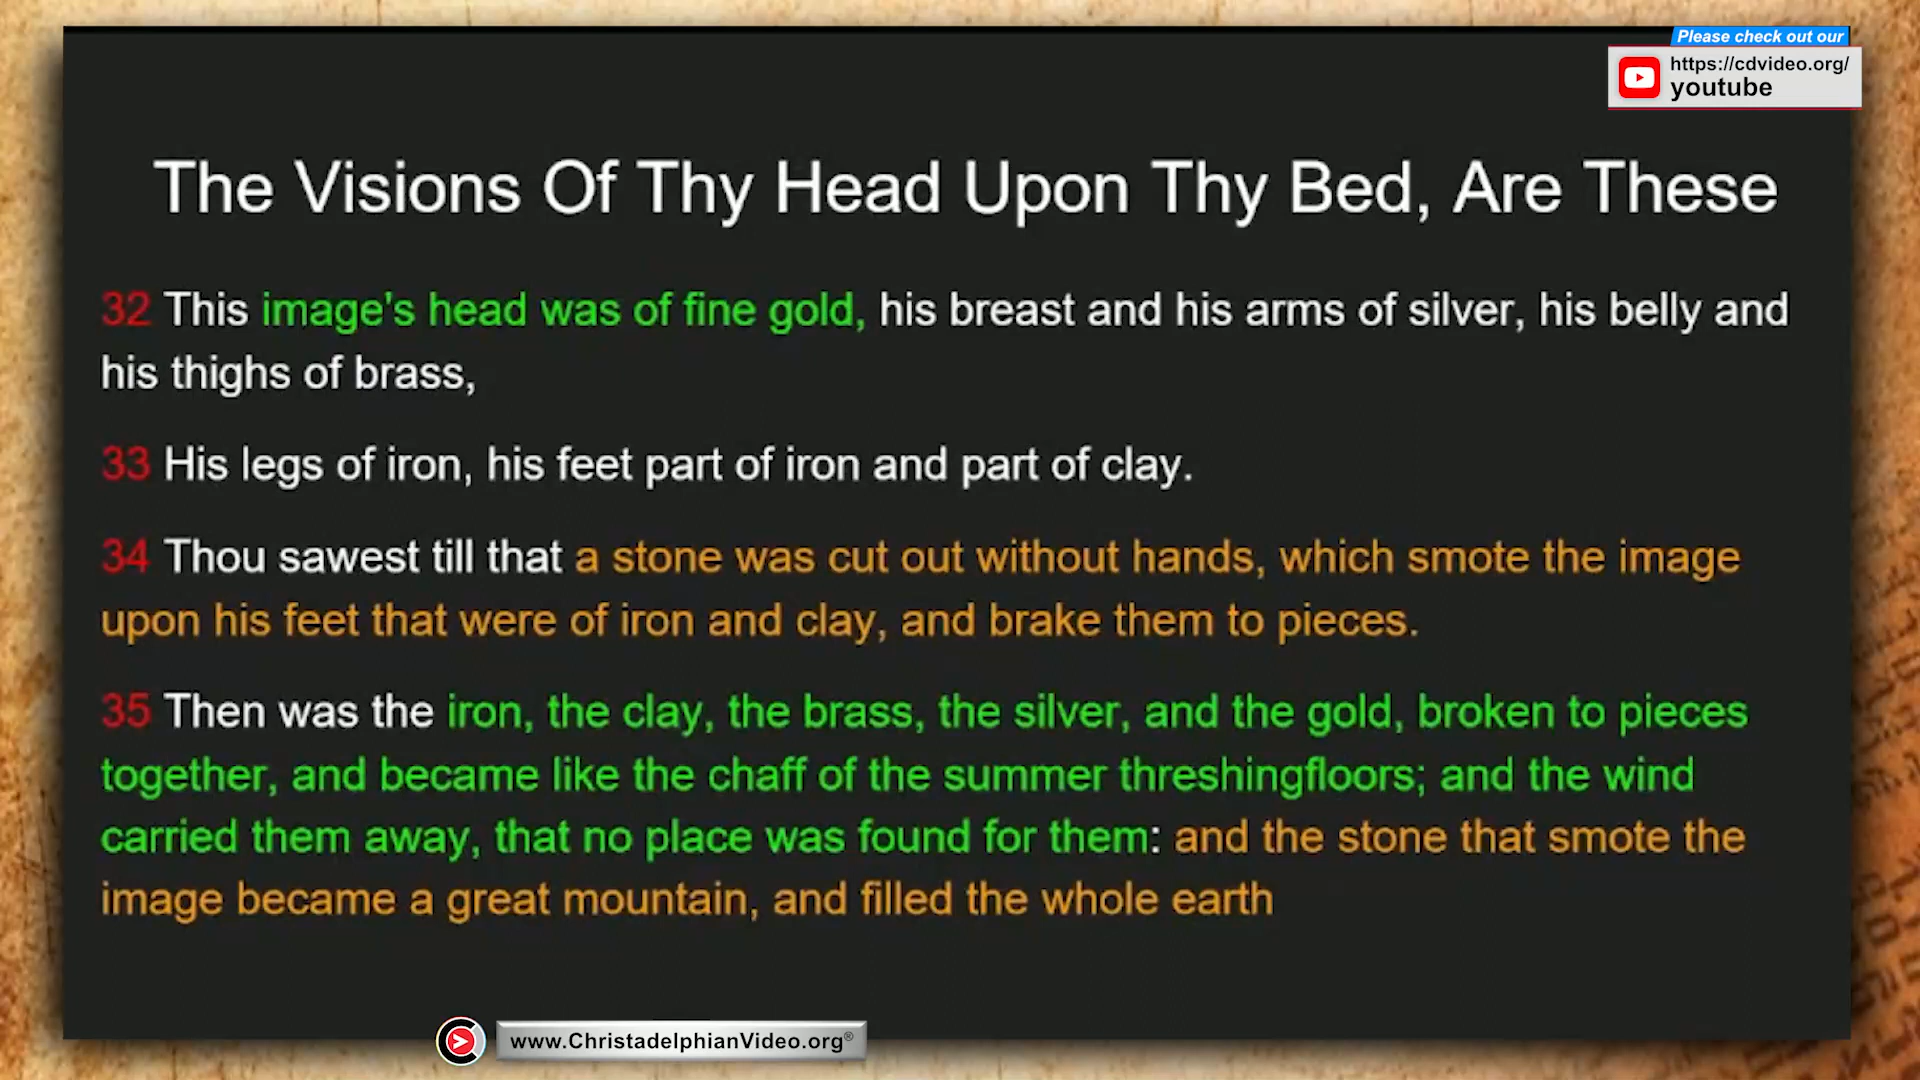 Please check out our
https://cdvideo.org/
youtube
The Visions Of Thy Head Upon Thy Bed, Are These
32 This image's head was of fine gold, his breast and his arms of silver, his belly and
his thighs of brass,
33 His legs of iron, his feet part of iron and part of clay.
34 Thou sawest till that a stone was cut out without hands, which smote the image
upon his feet that were of iron and clay, and brake them to pieces.
35 Then was the iron, the clay, the brass, the silver, and the gold, broken to pieces
together, and became like the chaff of the summer threshingfloors; and the wind
carried them away, that no place was found for them: and the stone that smote the
image became a great mountain, and filled the whole earth
www.ChristadelphianVideo.org®